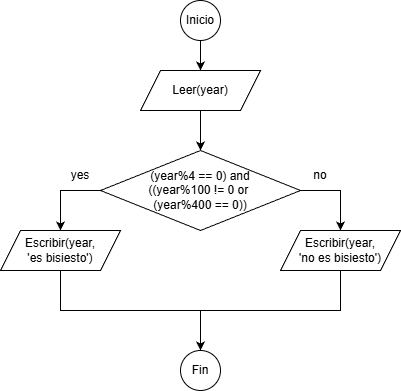 Inicio
Leer(year)
yes
(year%4 == 0) and
((year%100 != 0 or
(year%400 == 0))
no
Escribir(year,
'es bisiesto')
Escribir(year,
'no es bisiesto')
Fin